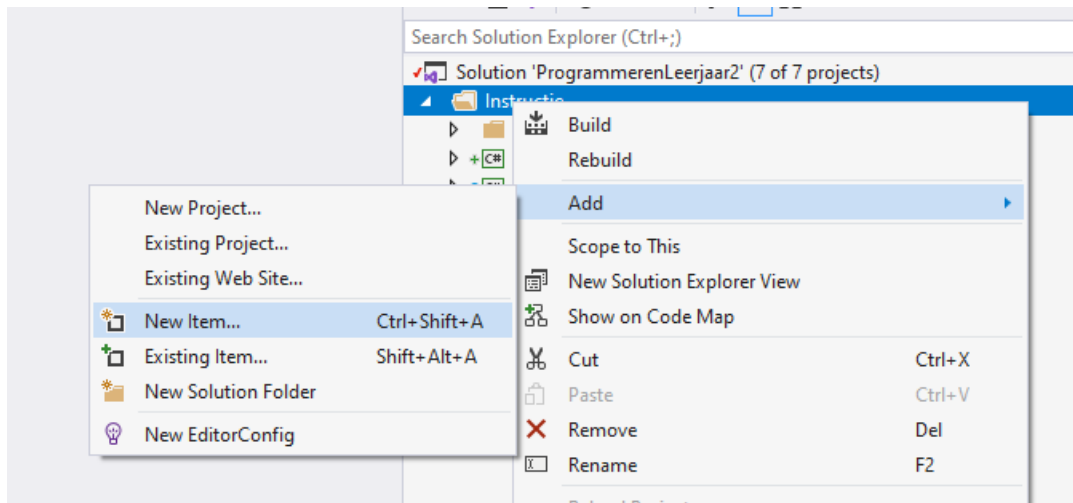 Search Solution Explorer (Ctrl+;)
Solution 'ProgrammerenLeerjaar2' (7 of 7 projects)
Instructie
C#
Build
Rebuild
Add
Scope to This
New Solution Explorer View
Show on Code Map
Cut Ctrl+X
Paste Ctrl+V
Remove Del
Rename F2
New Project...
Existing Project...
Existing Web Site...
New Item... Ctrl+Shift+A
Existing Item... Shift+Alt+A
New Solution Folder
New EditorConfig